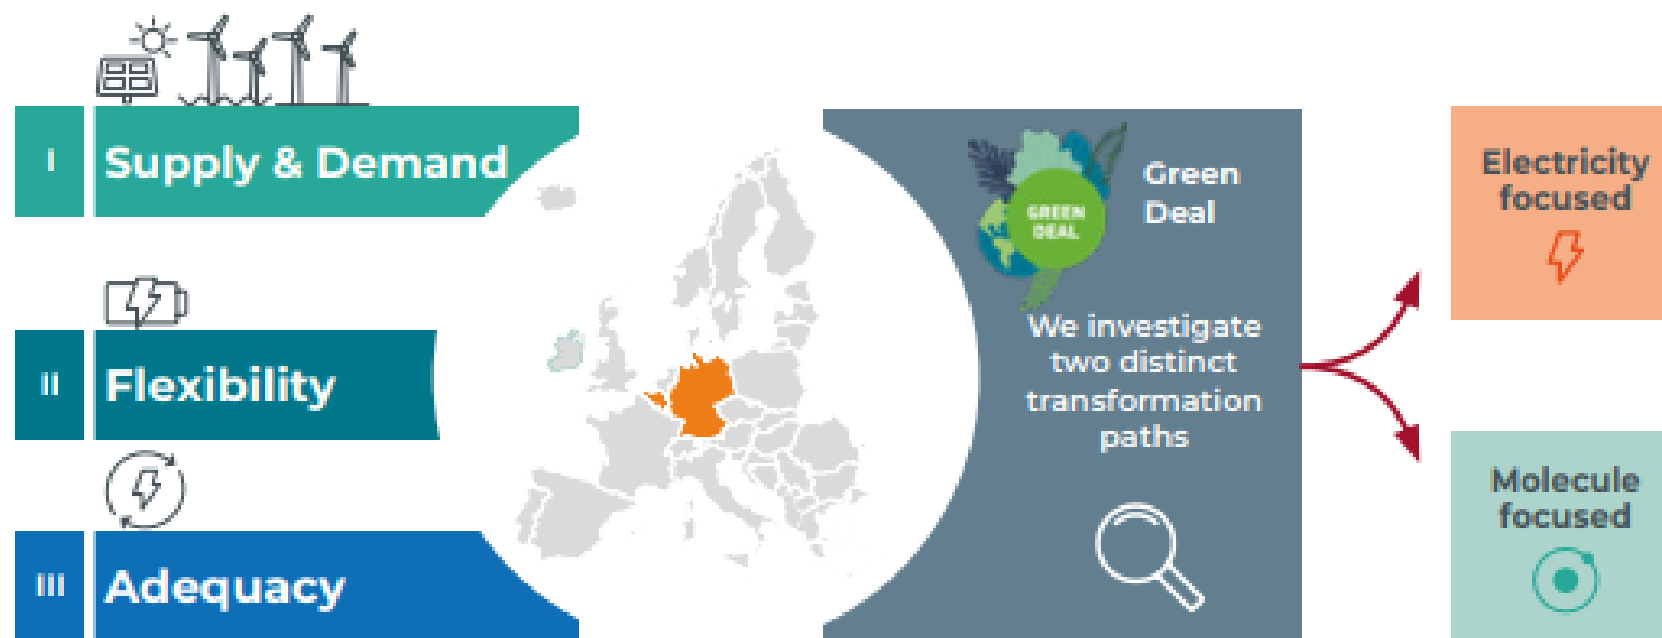 I
Supply & Demand
II
Flexibility
III
Adequacy
GREEN
DEAL
Green
Deal
We investigate
two distinct
transformation
paths
Electricity
focused
Molecule
focused